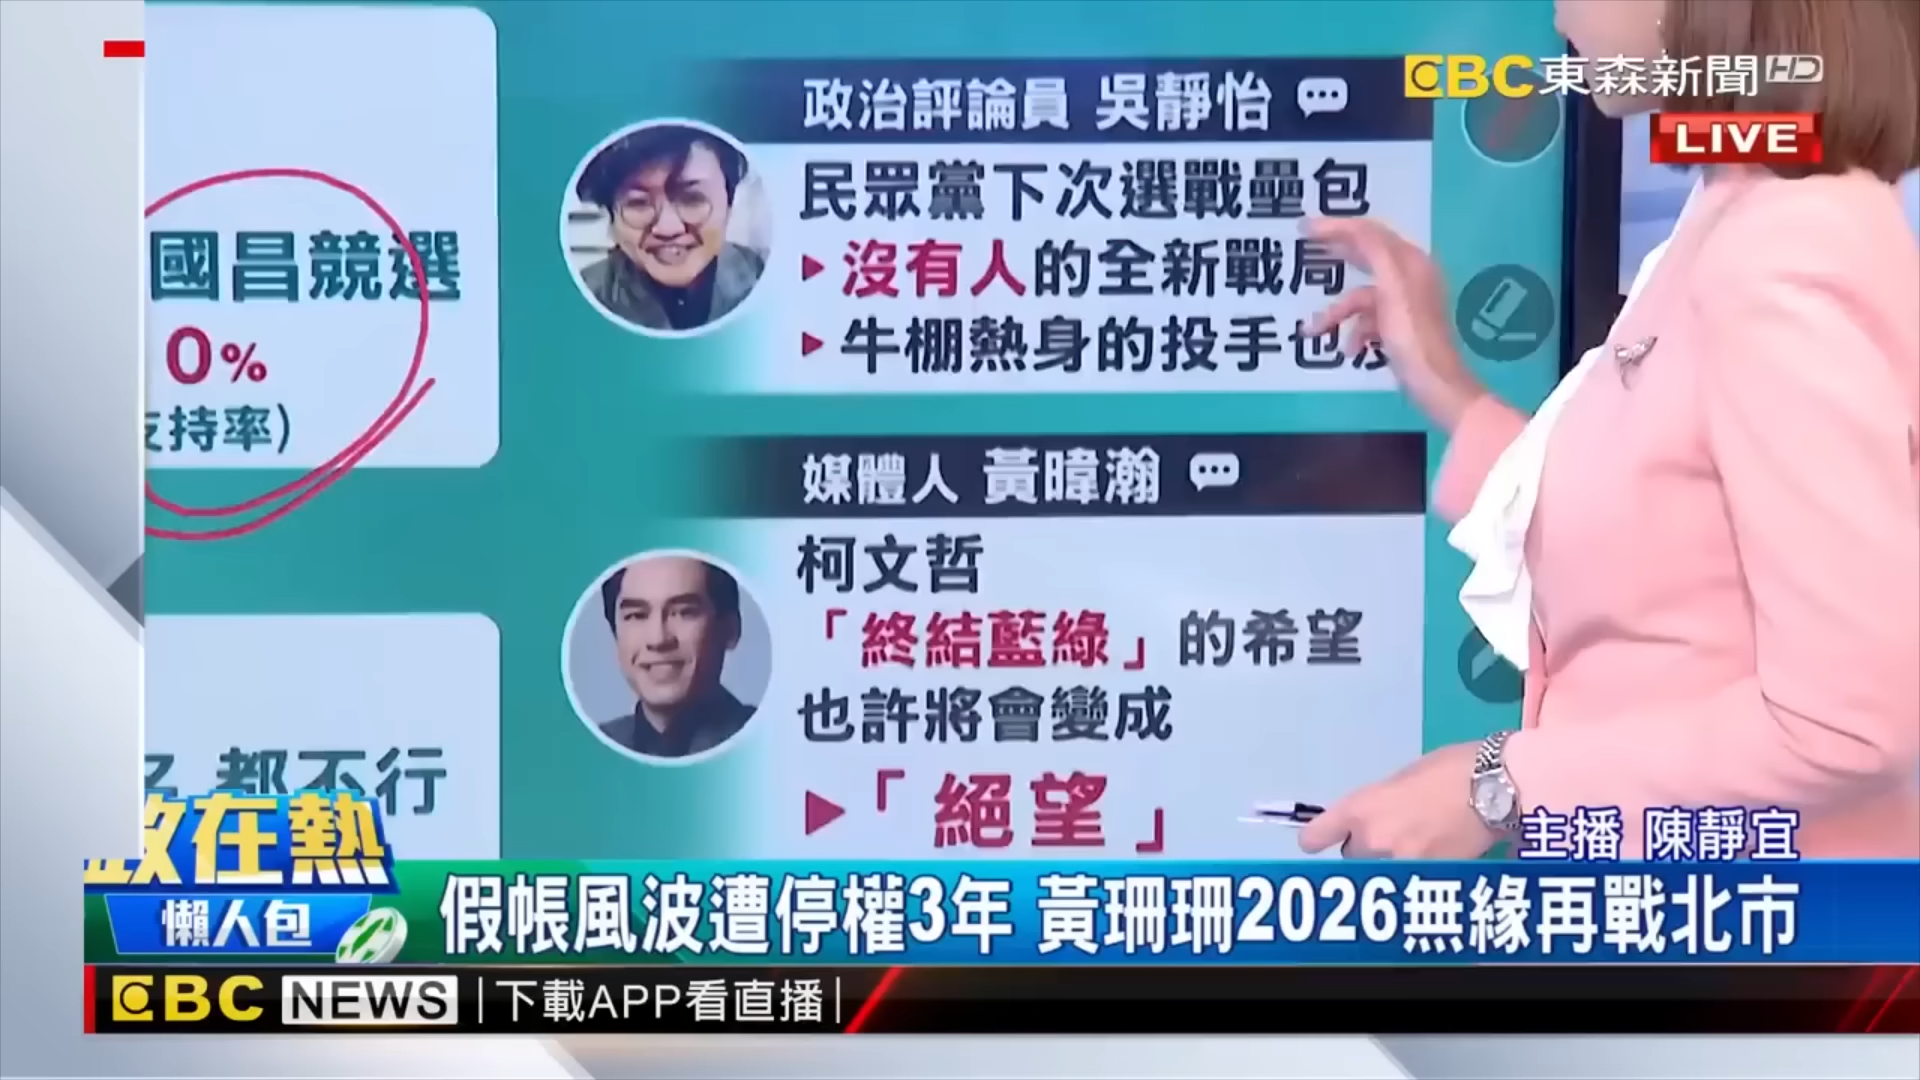 EBC 東森新聞 HD
LIVE
國昌競選
0%
支持率)
都不行
政治評論員 吳靜怡
民眾黨下次選戰壘包
▸沒有人的全新戰局
▸牛棚熱身的投手也沒
媒體人 黃暐瀚
柯文哲
「終結藍綠」的希望
也許將會變成
▸「絕望」
主播 陳靜宜
政在熱
懶人包
假帳風波遭停權3年 黃珊珊2026無緣再戰北市
EBC NEWS |下載APP看直播|